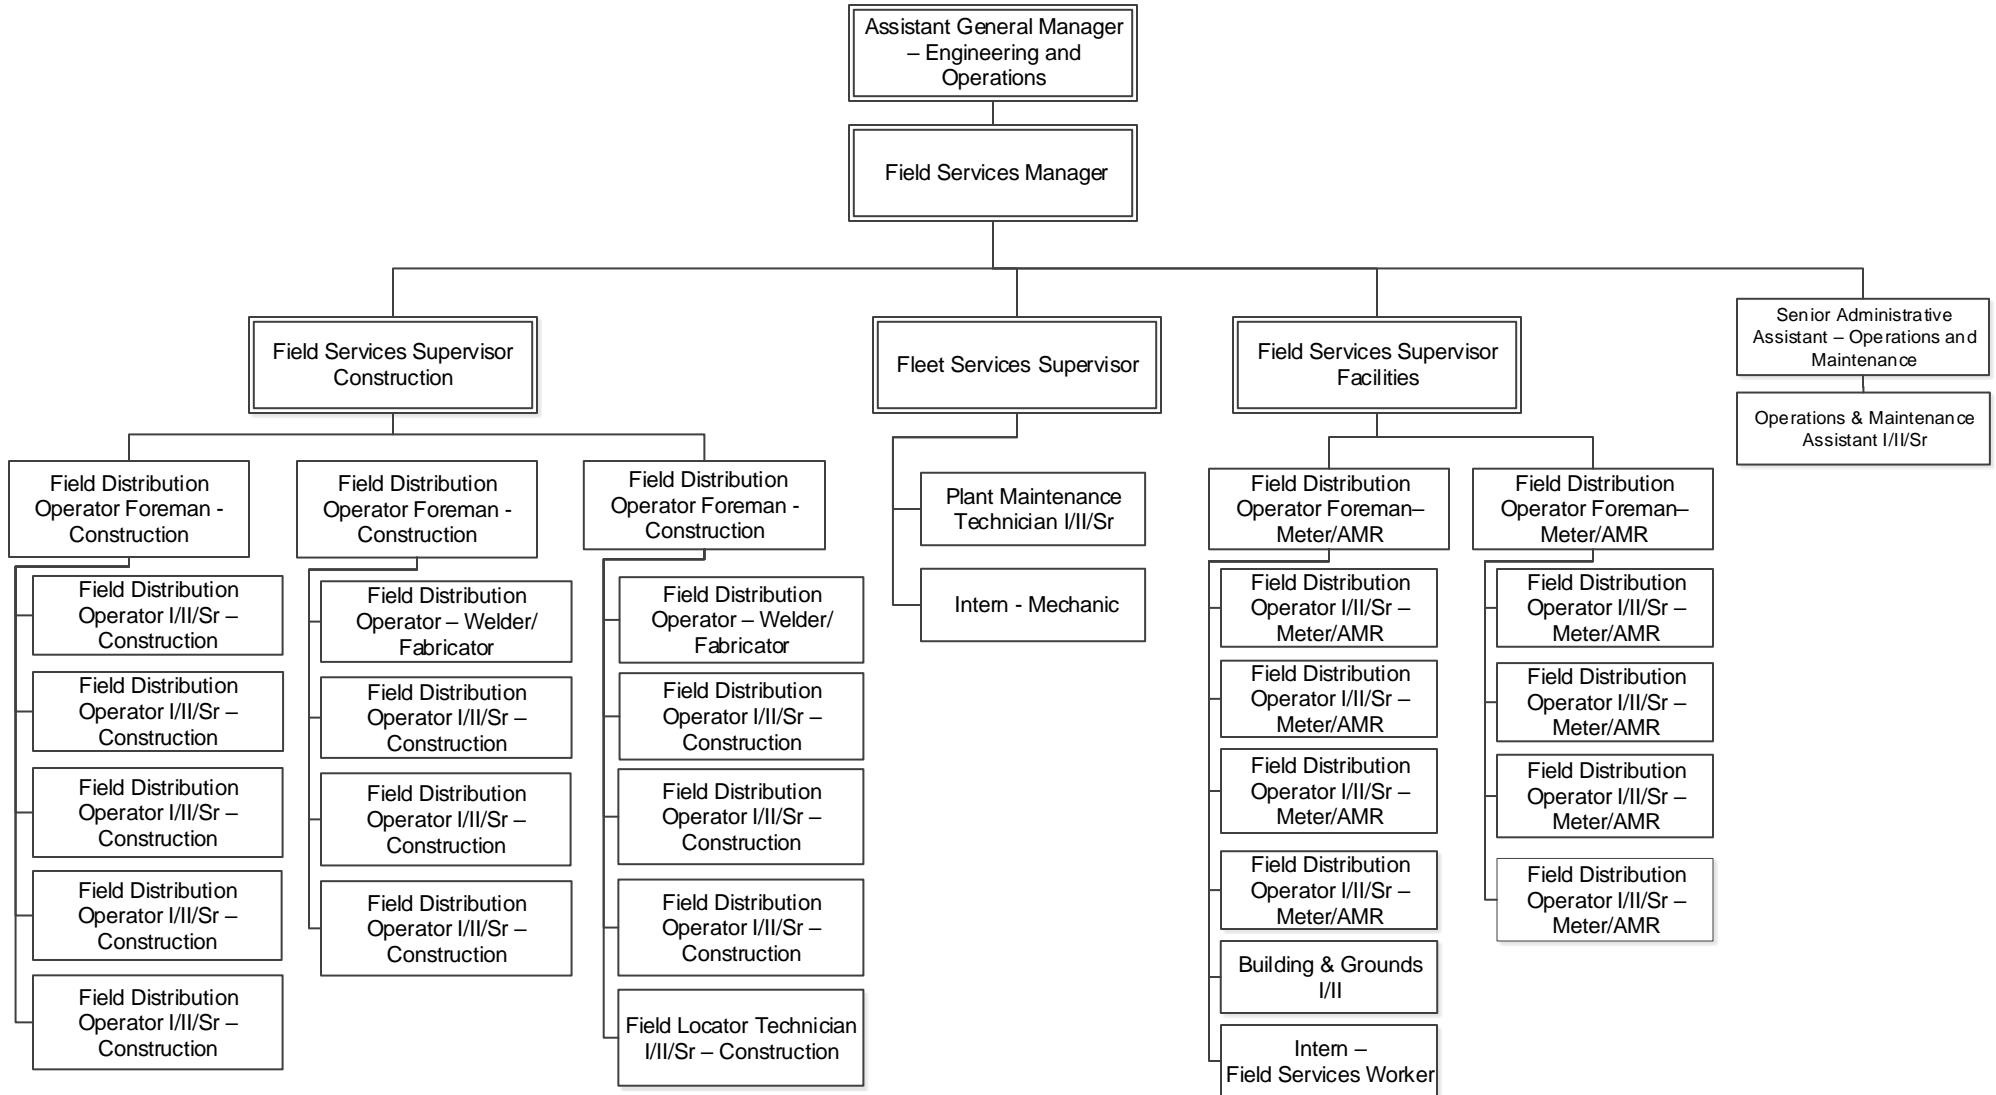 Assistant General Manager
– Engineering and
Operations
Field Services Manager
Field Services Supervisor
Construction
Fleet Services Supervisor
Field Services Supervisor
Facilities
Senior Administrative
Assistant – Operations and
Maintenance
Operations & Maintenance
Assistant I/II/Sr
Field Distribution
Operator Foreman -
Construction
Field Distribution
Operator I/II/Sr –
Construction
Field Distribution
Operator I/II/Sr –
Construction
Field Distribution
Operator I/II/Sr –
Construction
Field Distribution
Operator I/II/Sr –
Construction
Field Distribution
Operator I/II/Sr –
Construction
Field Distribution
Operator Foreman -
Construction
Field Distribution
Operator – Welder/
Fabricator
Field Distribution
Operator I/II/Sr –
Construction
Field Distribution
Operator I/II/Sr –
Construction
Field Distribution
Operator I/II/Sr –
Construction
Field Distribution
Operator Foreman -
Construction
Field Distribution
Operator – Welder/
Fabricator
Field Distribution
Operator I/II/Sr –
Construction
Field Distribution
Operator I/II/Sr –
Construction
Field Distribution
Operator I/II/Sr –
Construction
Field Locator Technician
I/II/Sr – Construction
Plant Maintenance
Technician I/II/Sr
Intern - Mechanic
Field Distribution
Operator Foreman–
Meter/AMR
Field Distribution
Operator I/II/Sr –
Meter/AMR
Field Distribution
Operator I/II/Sr –
Meter/AMR
Field Distribution
Operator I/II/Sr –
Meter/AMR
Field Distribution
Operator I/II/Sr –
Meter/AMR
Building & Grounds
I/II
Intern –
Field Services Worker
Field Distribution
Operator Foreman–
Meter/AMR
Field Distribution
Operator I/II/Sr –
Meter/AMR
Field Distribution
Operator I/II/Sr –
Meter/AMR
Field Distribution
Operator I/II/Sr –
Meter/AMR
Field Distribution
Operator I/II/Sr –
Meter/AMR